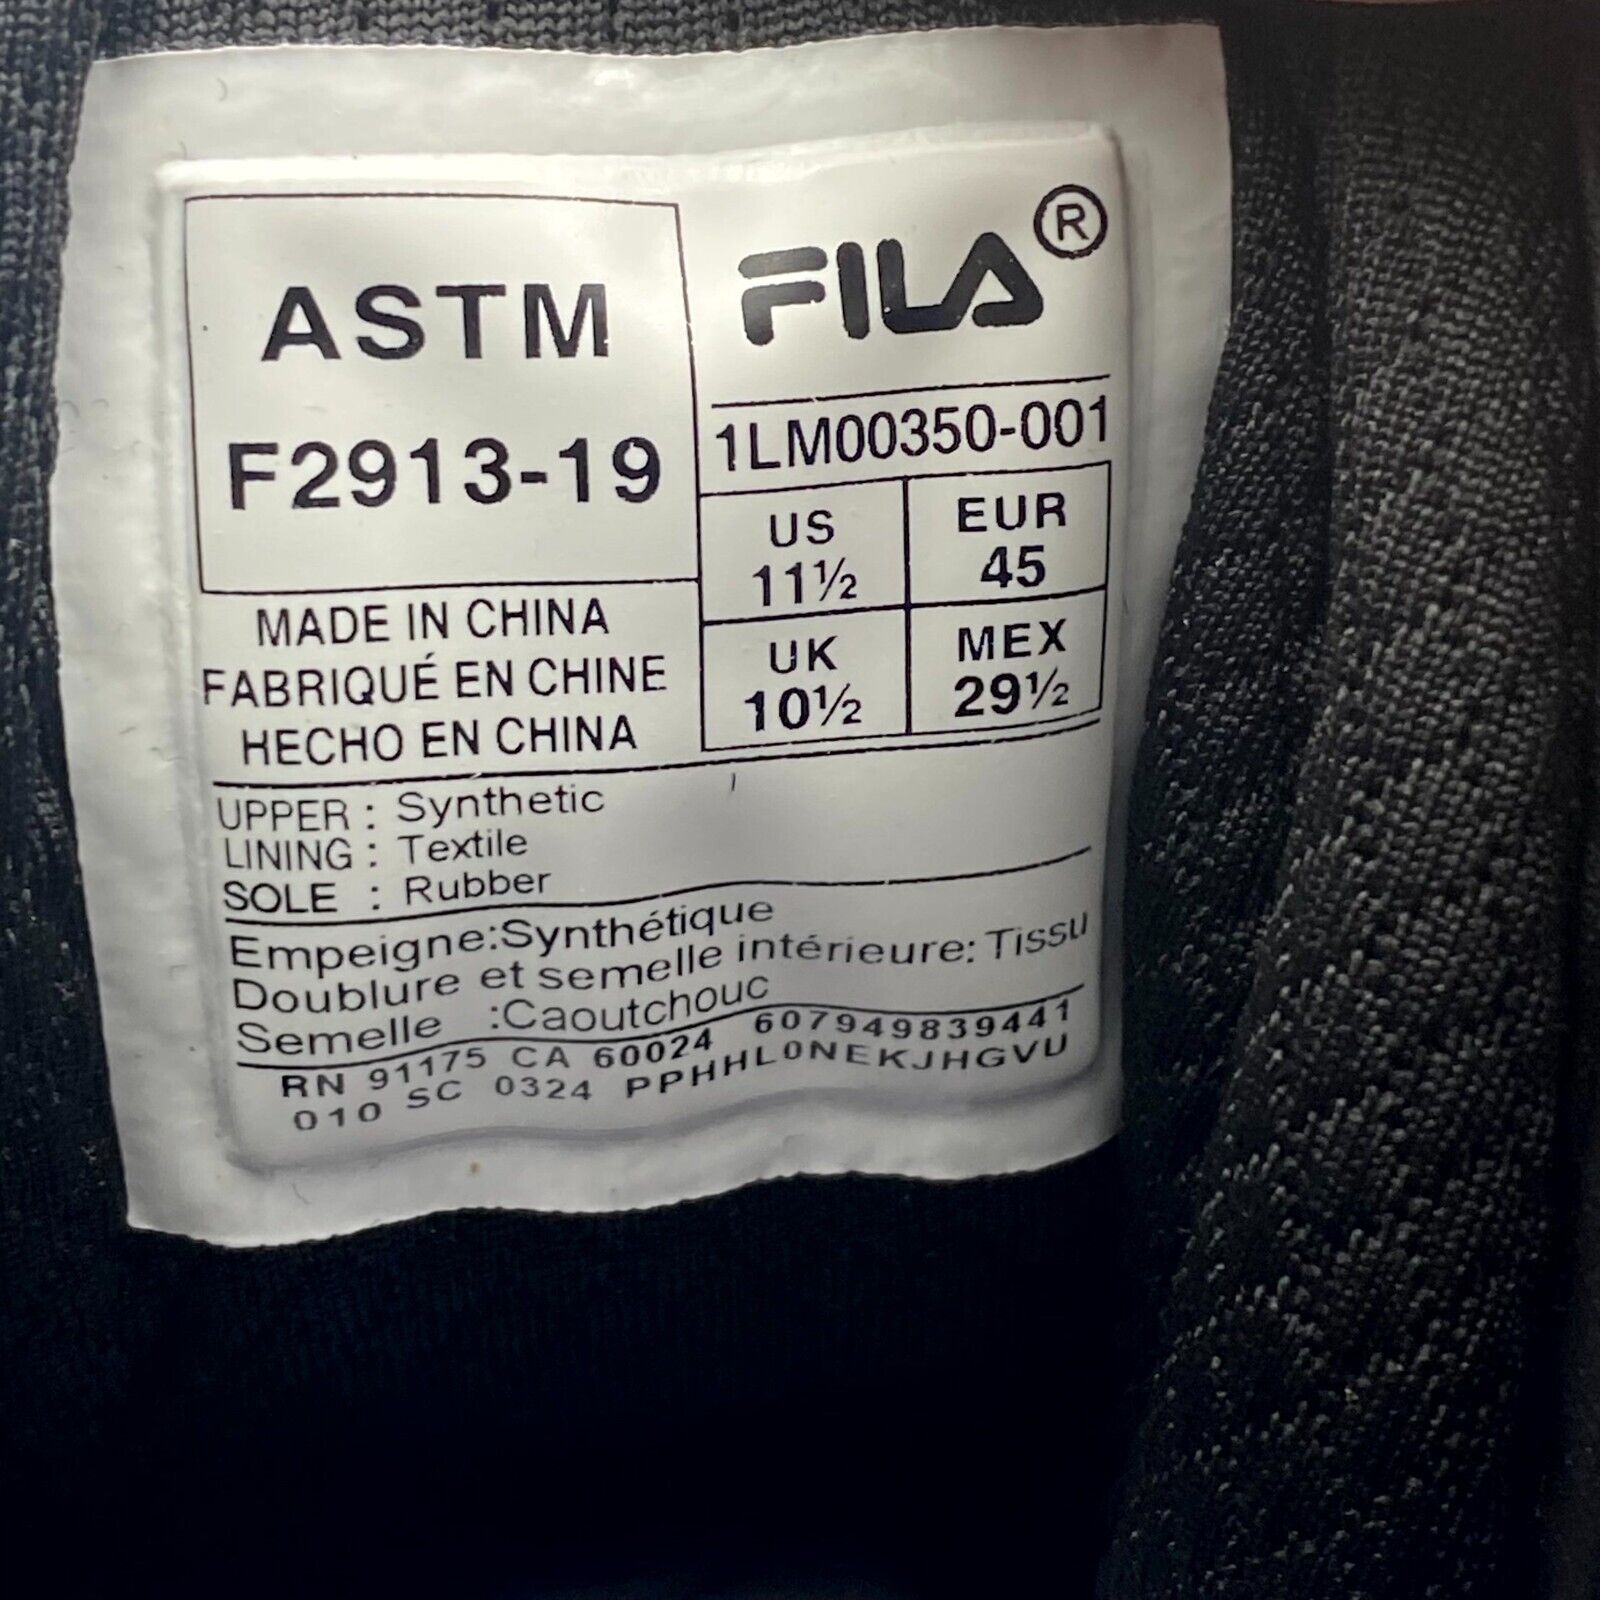 ASTM
F2913-19
FILA®
1LM00350-001
US
11½
EUR
45
UK
10½
MEX
29½
MADE IN CHINA
FABRIQUÉ EN CHINE
HECHO EN CHINA
UPPER : Synthetic
LINING : Textile
SOLE : Rubber
Empeigne:Synthétique
Doublure et semelle intérieure: Tissu
Semelle :Caoutchouc
RN 91175 CA 60024 607949839441
010 SC 0324 PPHHL0NEKJHGVU